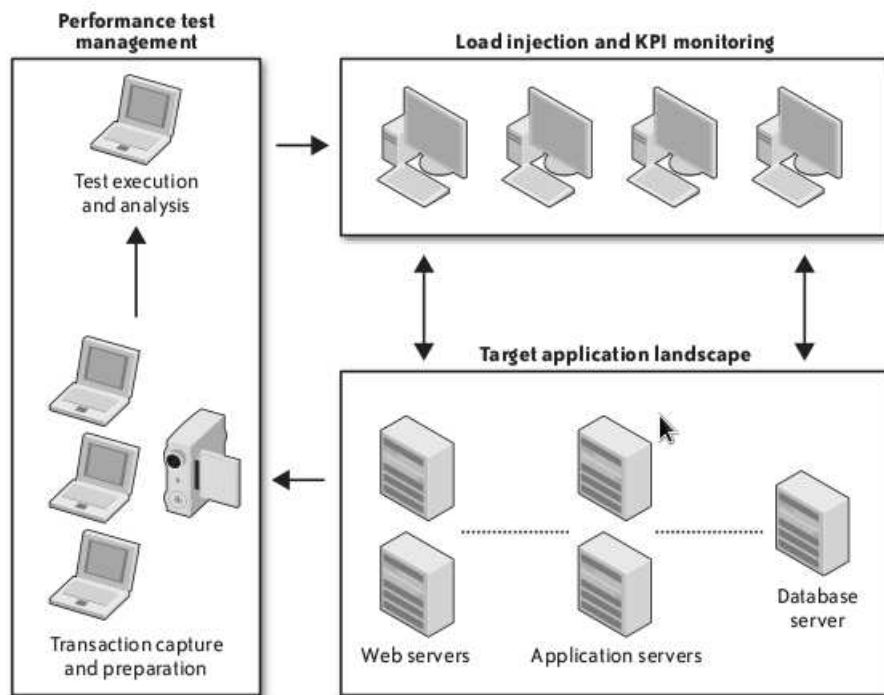 Performance test
management
Load injection and KPI monitoring
Test execution
and analysis
Target application landscape
Transaction capture
and preparation
Web servers
Application servers
Database
server